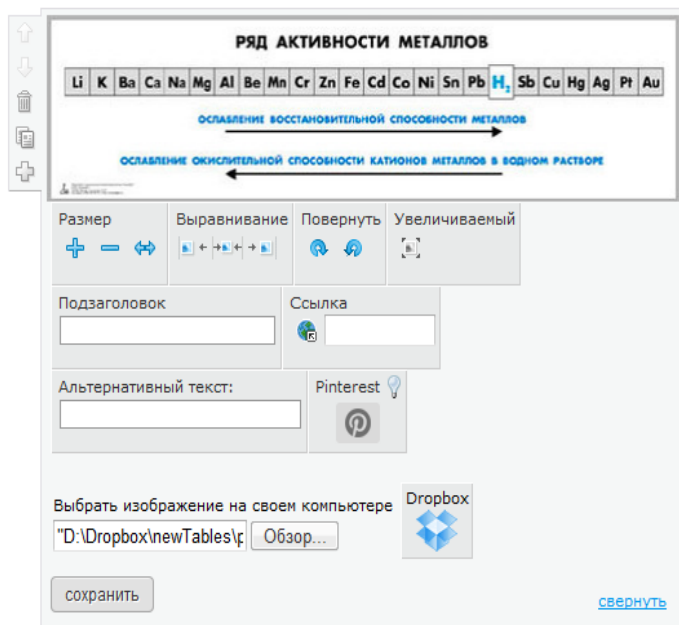 РЯД АКТИВНОСТИ МЕТАЛЛОВ
Li K Ba Ca Na Mg Al Be Mn Cr Zn Fe Cd Co Ni Sn Pb H₂ Sb Cu Hg Ag Pt Au
ОСЛАБЛЕНИЕ ВОССТАНОВИТЕЛЬНОЙ СПОСОБНОСТИ МЕТАЛЛОВ
ОСЛАБЛЕНИЕ ОКИСЛИТЕЛЬНОЙ СПОСОБНОСТИ КАТИОНОВ МЕТАЛЛОВ В ВОДНОМ РАСТВОРЕ
Размер Выравнивание Повернуть Увеличиваемый
Подзаголовок Ссылка
Альтернативный текст: Pinterest
Выбрать изображение на своем компьютере Dropbox
"D:\Dropbox\newTables\p Обзор...
сохранить
свернуть